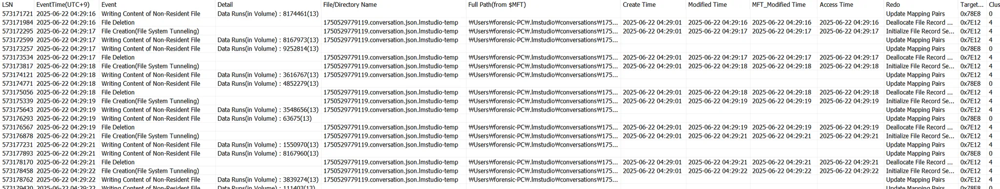 LSN EventTime(UTC+9) Event Detail File/Directory Name Full Path(from $MFT) Create Time Modified Time MFT_Modified Time Access Time Redo Target... Clus
573171721 2025-06-22 04:29:16 Writing Content of Non-Resident File Data Runs(in Volume) : 8174461(13) Update Mapping Pairs 0x78E8 0
573171984 2025-06-22 04:29:16 File Deletion 1750529779119.conversation.json.lmstudio-temp ₩Users₩forensic-PC₩.lmstudio₩conversations₩175... 2025-06-22 04:29:01 2025-06-22 04:29:16 2025-06-22 04:29:16 2025-06-22 04:29:16 Deallocate File Record ... 0x7E12 4
573172295 2025-06-22 04:29:17 File Creation(File System Tunneling) 1750529779119.conversation.json.lmstudio-temp ₩Users₩forensic-PC₩.lmstudio₩conversations₩175... 2025-06-22 04:29:01 2025-06-22 04:29:17 2025-06-22 04:29:17 2025-06-22 04:29:17 Initialize File Record Se... 0x7E12 4
573172599 2025-06-22 04:29:17 Writing Content of Non-Resident File Data Runs(in Volume) : 8167973(13) 1750529779119.conversation.json.lmstudio-temp ₩Users₩forensic-PC₩.lmstudio₩conversations₩175... Update Mapping Pairs 0x7E12 4
573173257 2025-06-22 04:29:17 Writing Content of Non-Resident File Data Runs(in Volume) : 9252814(13) Update Mapping Pairs 0x78E8 0
573173534 2025-06-22 04:29:17 File Deletion 1750529779119.conversation.json.lmstudio-temp ₩Users₩forensic-PC₩.lmstudio₩conversations₩175... 2025-06-22 04:29:01 2025-06-22 04:29:17 2025-06-22 04:29:17 2025-06-22 04:29:17 Deallocate File Record ... 0x7E12 4
573173817 2025-06-22 04:29:18 File Creation(File System Tunneling) 1750529779119.conversation.json.lmstudio-temp ₩Users₩forensic-PC₩.lmstudio₩conversations₩175... 2025-06-22 04:29:01 2025-06-22 04:29:18 2025-06-22 04:29:18 2025-06-22 04:29:18 Initialize File Record Se... 0x7E12 4
573174121 2025-06-22 04:29:18 Writing Content of Non-Resident File Data Runs(in Volume) : 3616767(13) 1750529779119.conversation.json.lmstudio-temp ₩Users₩forensic-PC₩.lmstudio₩conversations₩175... Update Mapping Pairs 0x7E12 4
573174771 2025-06-22 04:29:18 Writing Content of Non-Resident File Data Runs(in Volume) : 4852279(13) Update Mapping Pairs 0x78E8 0
573175056 2025-06-22 04:29:18 File Deletion 1750529779119.conversation.json.lmstudio-temp ₩Users₩forensic-PC₩.lmstudio₩conversations₩175... 2025-06-22 04:29:01 2025-06-22 04:29:18 2025-06-22 04:29:18 2025-06-22 04:29:18 Deallocate File Record ... 0x7E12 4
573175339 2025-06-22 04:29:19 File Creation(File System Tunneling) 1750529779119.conversation.json.lmstudio-temp ₩Users₩forensic-PC₩.lmstudio₩conversations₩175... 2025-06-22 04:29:01 2025-06-22 04:29:19 2025-06-22 04:29:19 2025-06-22 04:29:19 Initialize File Record Se... 0x7E12 4
573175643 2025-06-22 04:29:19 Writing Content of Non-Resident File Data Runs(in Volume) : 3548656(13) 1750529779119.conversation.json.lmstudio-temp ₩Users₩forensic-PC₩.lmstudio₩conversations₩175... Update Mapping Pairs 0x7E12 4
573176293 2025-06-22 04:29:19 Writing Content of Non-Resident File Data Runs(in Volume) : 63675(13) Update Mapping Pairs 0x78E8 0
573176567 2025-06-22 04:29:19 File Deletion 1750529779119.conversation.json.lmstudio-temp ₩Users₩forensic-PC₩.lmstudio₩conversations₩175... 2025-06-22 04:29:01 2025-06-22 04:29:19 2025-06-22 04:29:19 2025-06-22 04:29:19 Deallocate File Record ... 0x7E12 4
573176878 2025-06-22 04:29:21 File Creation(File System Tunneling) 1750529779119.conversation.json.lmstudio-temp ₩Users₩forensic-PC₩.lmstudio₩conversations₩175... 2025-06-22 04:29:01 2025-06-22 04:29:21 2025-06-22 04:29:21 2025-06-22 04:29:21 Initialize File Record Se... 0x7E12 4
573177231 2025-06-22 04:29:21 Writing Content of Non-Resident File Data Runs(in Volume) : 1550970(13) 1750529779119.conversation.json.lmstudio-temp ₩Users₩forensic-PC₩.lmstudio₩conversations₩175... Update Mapping Pairs 0x7E12 4
573177893 2025-06-22 04:29:21 Writing Content of Non-Resident File Data Runs(in Volume) : 8167960(13) Update Mapping Pairs 0x78E8 0
573178170 2025-06-22 04:29:21 File Deletion 1750529779119.conversation.json.lmstudio-temp ₩Users₩forensic-PC₩.lmstudio₩conversations₩175... 2025-06-22 04:29:01 2025-06-22 04:29:21 2025-06-22 04:29:21 2025-06-22 04:29:21 Deallocate File Record ... 0x7E12 4
573178458 2025-06-22 04:29:22 File Creation(File System Tunneling) 1750529779119.conversation.json.lmstudio-temp ₩Users₩forensic-PC₩.lmstudio₩conversations₩175... 2025-06-22 04:29:01 2025-06-22 04:29:22 2025-06-22 04:29:22 2025-06-22 04:29:22 Initialize File Record Se... 0x7E12 4
573178762 2025-06-22 04:29:22 Writing Content of Non-Resident File Data Runs(in Volume) : 3839274(13) 1750529779119.conversation.json.lmstudio-temp ₩Users₩forensic-PC₩.lmstudio₩conversations₩175... Update Mapping Pairs 0x7E12 4
573179420 2025-06-22 04:29:22 Writing Content of Non-Resident File Data Runs(in Volume) : 111403(13) Update Mapping Pairs 0x78E8 0